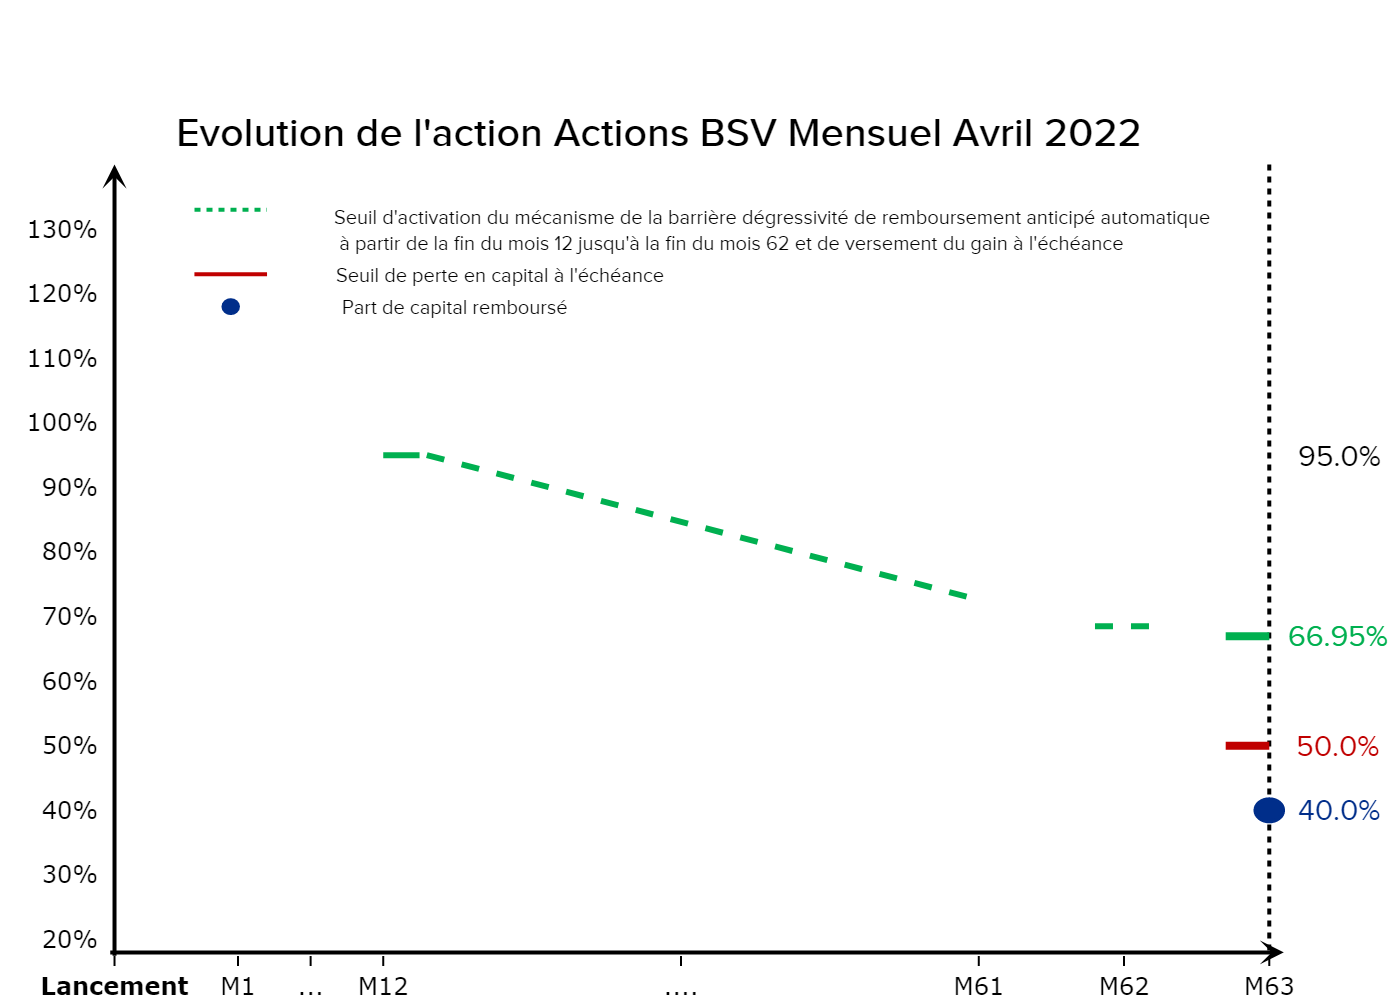 Evolution de l'action Actions BSV Mensuel Avril 2022
Seuil d'activation du mécanisme de la barrière dégressivité de remboursement anticipé automatique
à partir de la fin du mois 12 jusqu'à la fin du mois 62 et de versement du gain à l'échéance
Seuil de perte en capital à l'échéance
Part de capital remboursé
130%
120%
110%
100%
90%
80%
70%
60%
50%
40%
30%
20%
95.0%
66.95%
50.0%
40.0%
Lancement M1 ... M12 .... M61 M62 M63